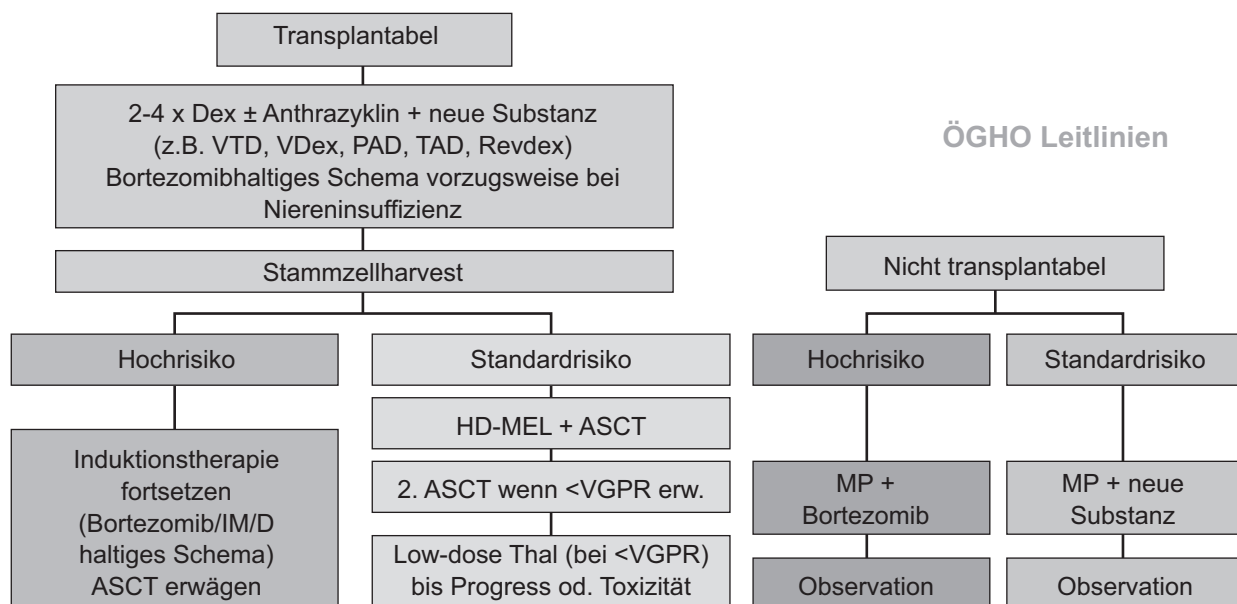 Transplantabel
2-4 x Dex ± Anthrazyklin + neue Substanz
(z.B. VTD, VDex, PAD, TAD, Revdex)
Bortezomibhaltiges Schema vorzugsweise bei
Niereninsuffizienz
ÖGHO Leitlinien
Stammzellharvest
Nicht transplantabel
Hochrisiko
Standardrisiko
Hochrisiko
Standardrisiko
Induktionstherapie
fortsetzen
(Bortezomib/IM/D
haltiges Schema)
ASCT erwägen
HD-MEL + ASCT
2. ASCT wenn <VGPR erw.
Low-dose Thal (bei <VGPR)
bis Progress od. Toxizität
MP +
Bortezomib
Observation
MP + neue
Substanz
Observation